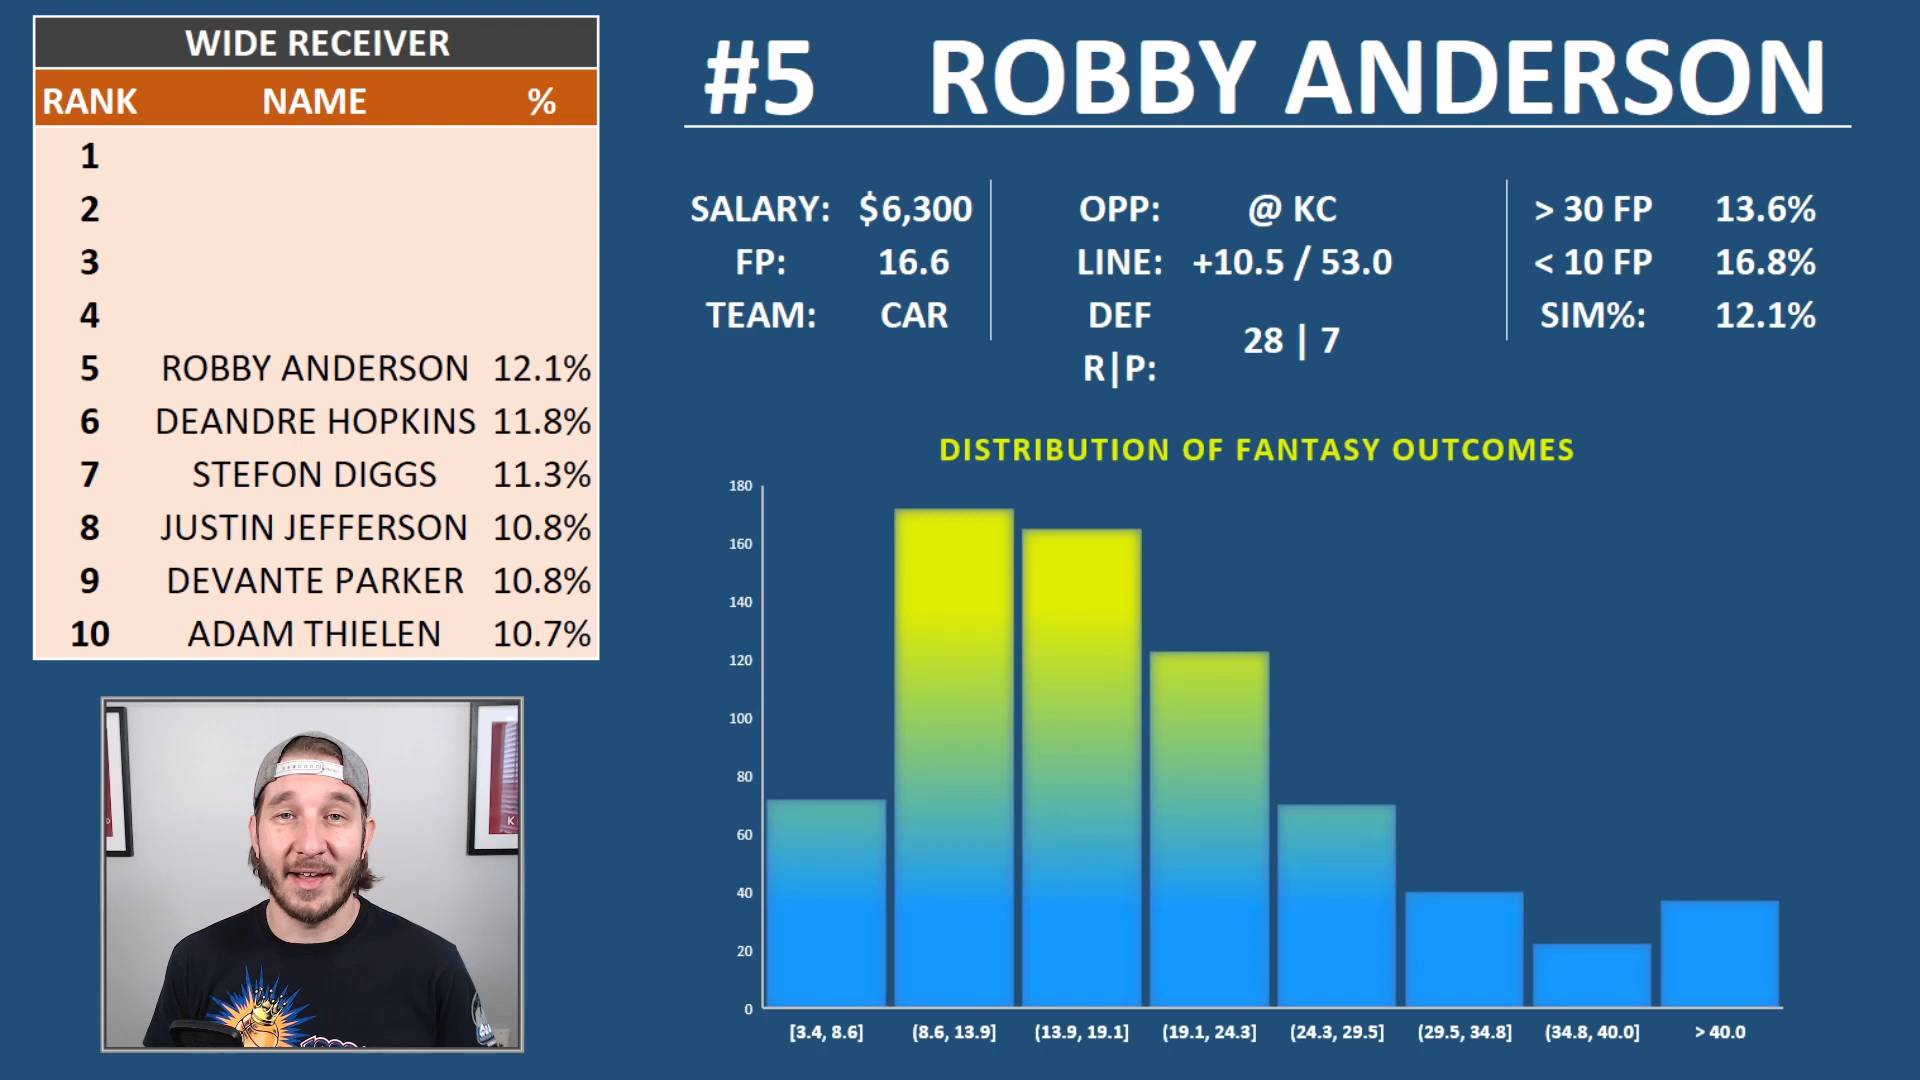 WIDE RECEIVER
RANK NAME %
1
2
3
4
5 ROBBY ANDERSON 12.1%
6 DEANDRE HOPKINS 11.8%
7 STEFON DIGGS 11.3%
8 JUSTIN JEFFERSON 10.8%
9 DEVANTE PARKER 10.8%
10 ADAM THIELEN 10.7%
#5 ROBBY ANDERSON
SALARY: $6,300
FP: 16.6
TEAM: CAR
OPP: @ KC
LINE: +10.5 / 53.0
DEF
R|P: 28 | 7
> 30 FP 13.6%
< 10 FP 16.8%
SIM%: 12.1%
DISTRIBUTION OF FANTASY OUTCOMES
180
160
140
120
100
80
60
40
20
0
[3.4, 8.6] (8.6, 13.9] (13.9, 19.1] (19.1, 24.3] (24.3, 29.5] (29.5, 34.8] (34.8, 40.0] > 40.0